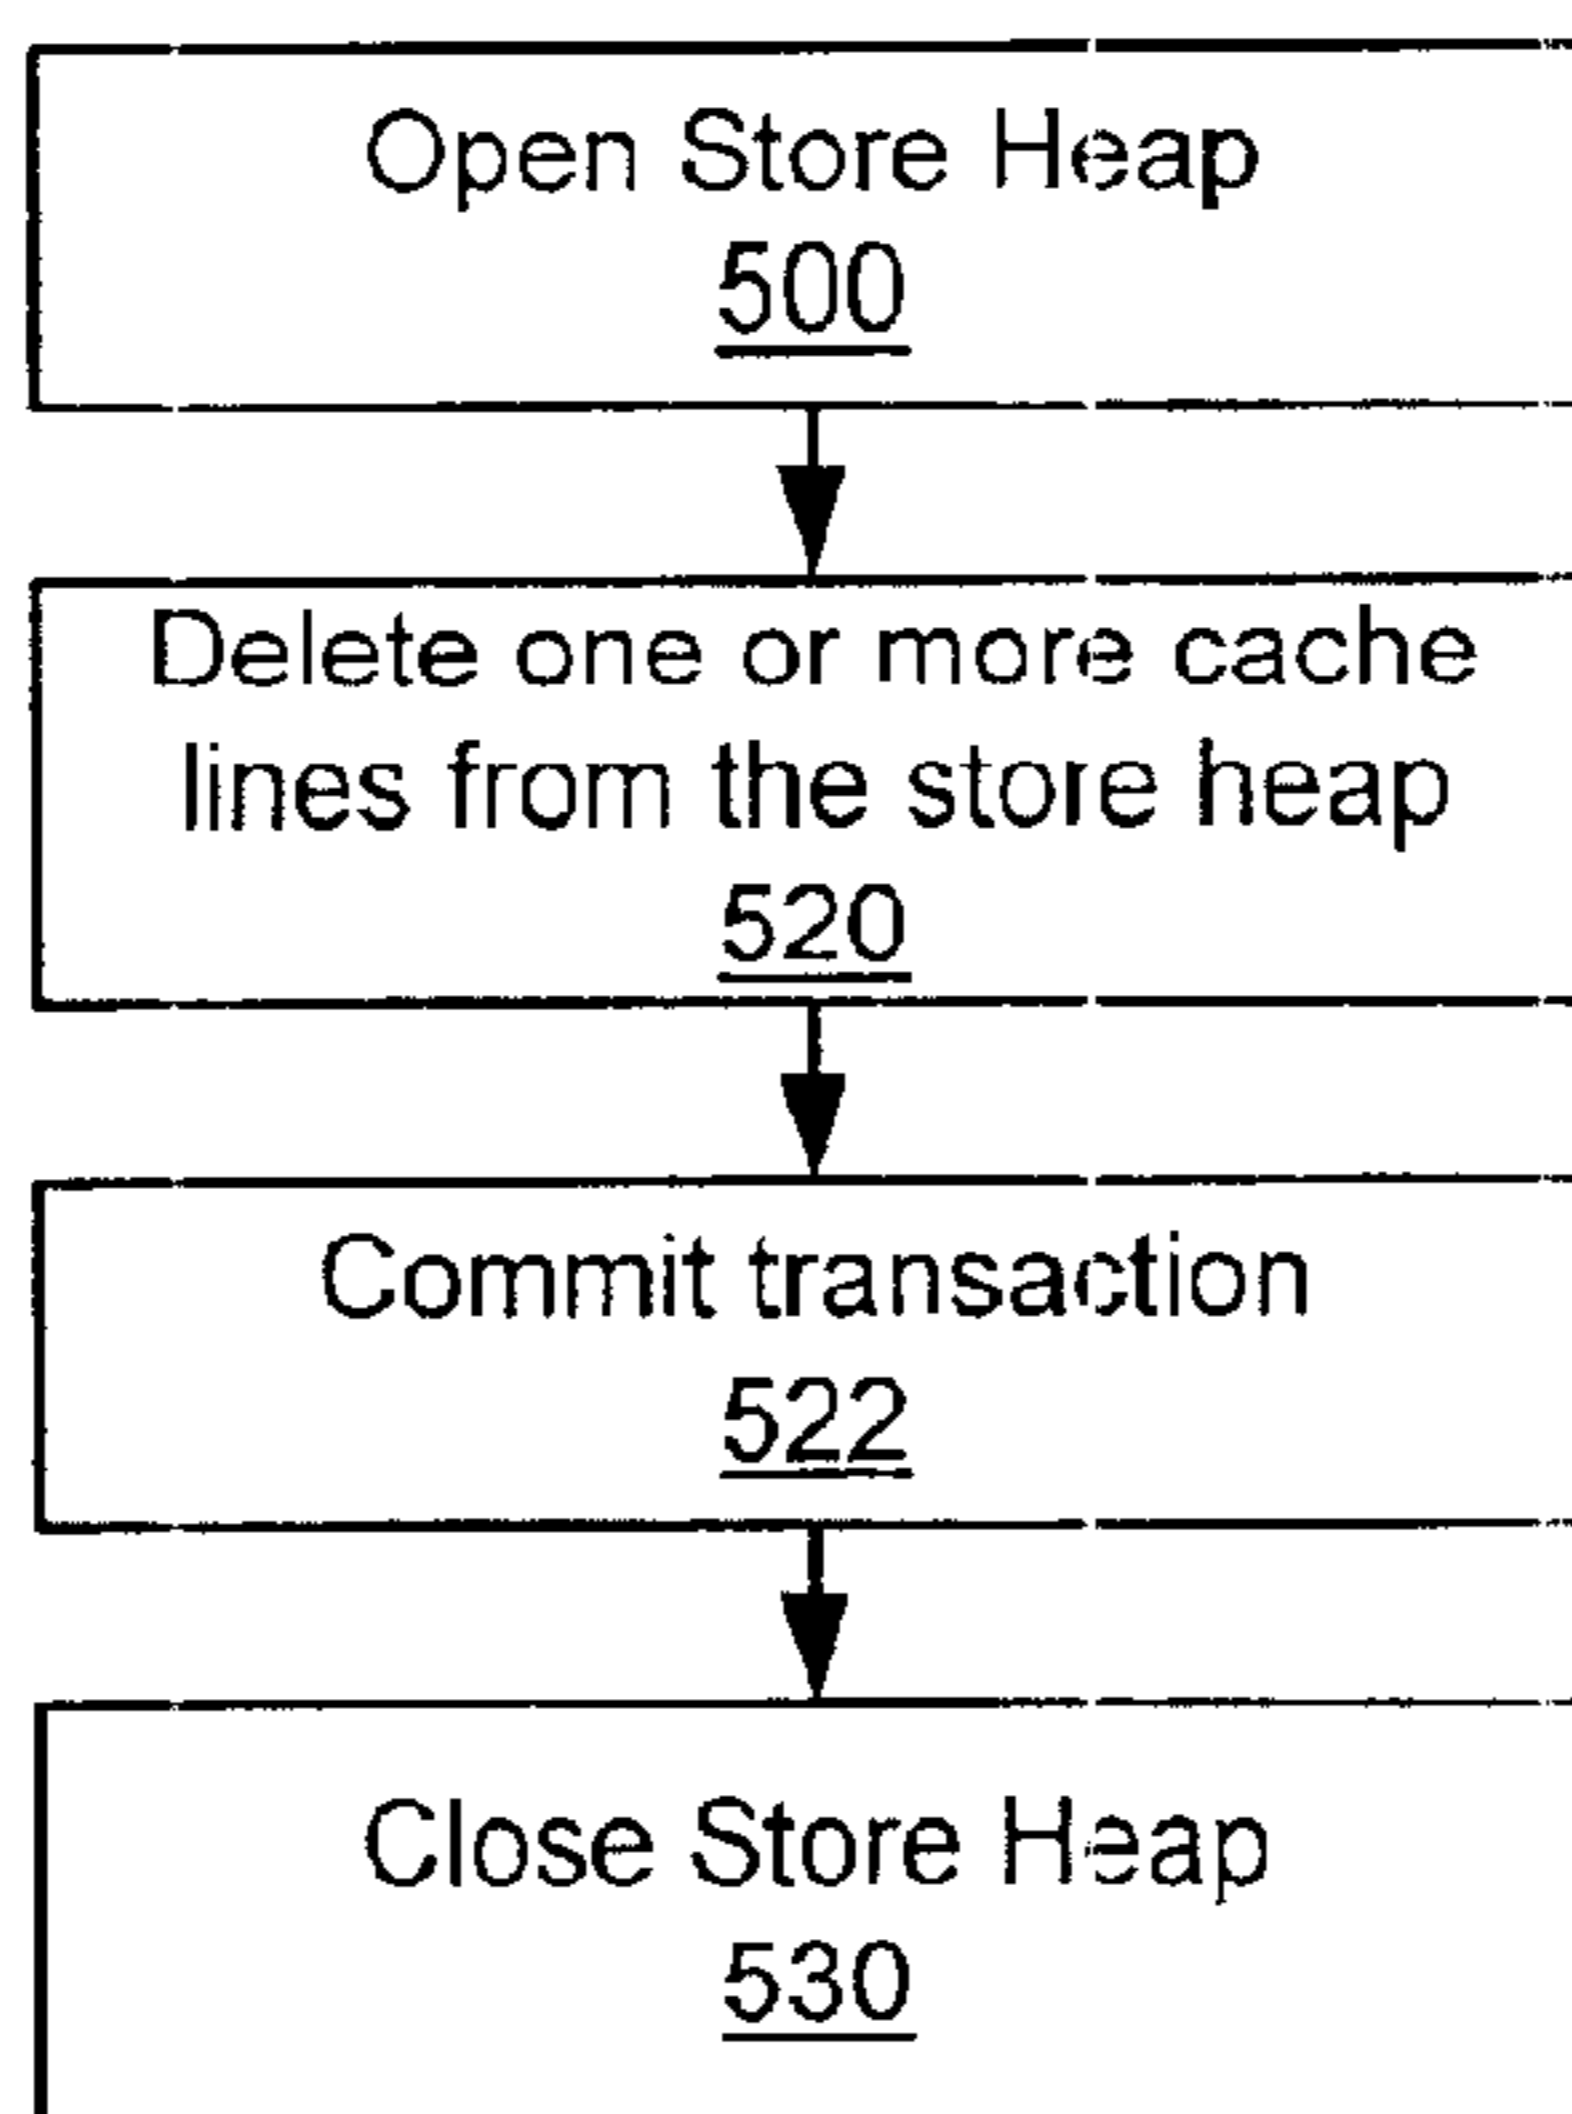 Open Store Heap
500
Delete one or more cache
lines from the store heap
520
Commit transaction
522
Close Store Heap
530